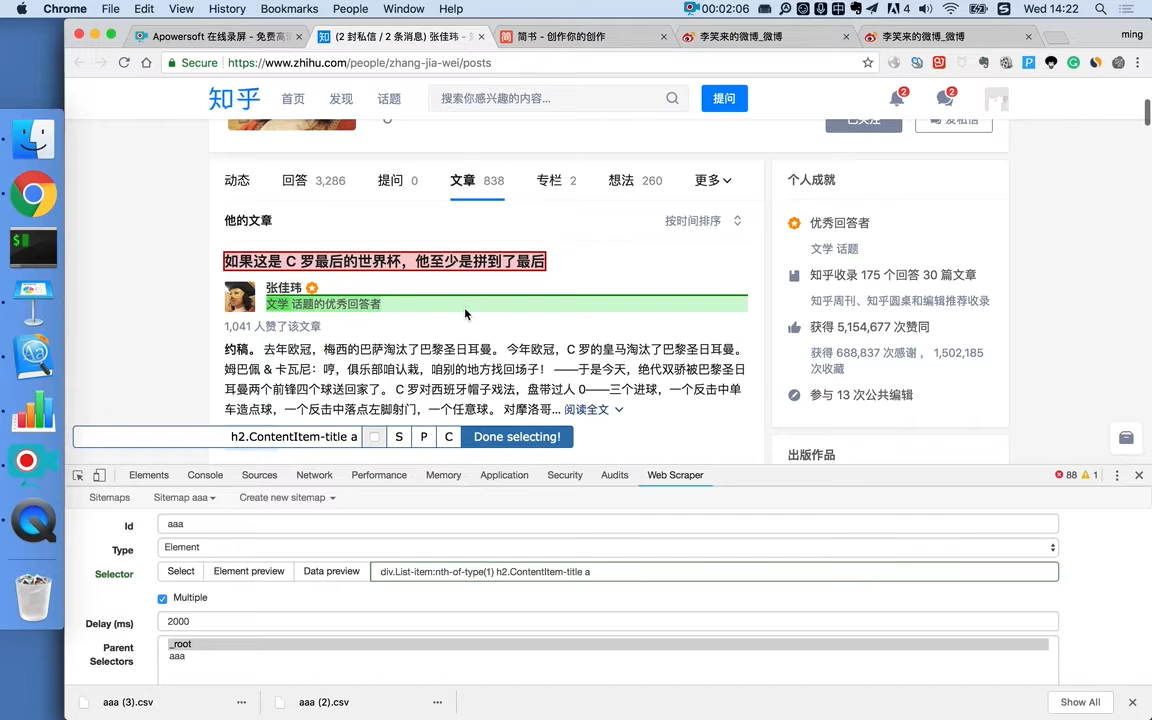 Chrome File Edit View History Bookmarks People Window Help 00:02:06 4 Wed 14:22
Apowersoft 在线录屏 - 免费高清 (2 封私信 / 2 条消息) 张佳玮 - 简书 - 创作你的创作 李笑来的微博_微博 李笑来的微博_微博 ming
Secure https://www.zhihu.com/people/zhang-jia-wei/posts
知乎 首页 发现 话题 搜索你感兴趣的内容... 提问 2 2
已关注 发私信
动态 回答 3,286 提问 0 文章 838 专栏 2 想法 260 更多
他的文章 按时间排序
如果这是 C 罗最后的世界杯，他至少是拼到了最后
张佳玮
文学 话题的优秀回答者
1,041 人赞了该文章
约稿。 去年欧冠，梅西的巴萨淘汰了巴黎圣日耳曼。 今年欧冠，C 罗的皇马淘汰了巴黎圣日耳曼。
姆巴佩 & 卡瓦尼：哼，俱乐部咱认栽，咱别的地方找回场子！ ——于是今天，绝代双骄被巴黎圣日
耳曼两个前锋四个球送回家了。 C 罗对西班牙帽子戏法，盘带过人 0——三个进球，一个反击中单
车造点球，一个反击中落点左脚射门，一个任意球。 对摩洛哥... 阅读全文
个人成就
优秀回答者
文学 话题
知乎收录 175 个回答 30 篇文章
知乎周刊、知乎圆桌和编辑推荐收录
获得 5,154,677 次赞同
获得 688,837 次感谢 ， 1,502,185
次收藏
参与 13 次公共编辑
出版作品
h2.ContentItem-title a S P C Done selecting!
Elements Console Sources Network Performance Memory Application Security Audits Web Scraper 88 1
Sitemaps Sitemap aaa Create new sitemap
Id aaa
Type Element
Selector Select Element preview Data preview div.List-item:nth-of-type(1) h2.ContentItem-title a
Multiple
Delay (ms) 2000
Parent Selectors _root
aaa
aaa (3).csv aaa (2).csv Show All